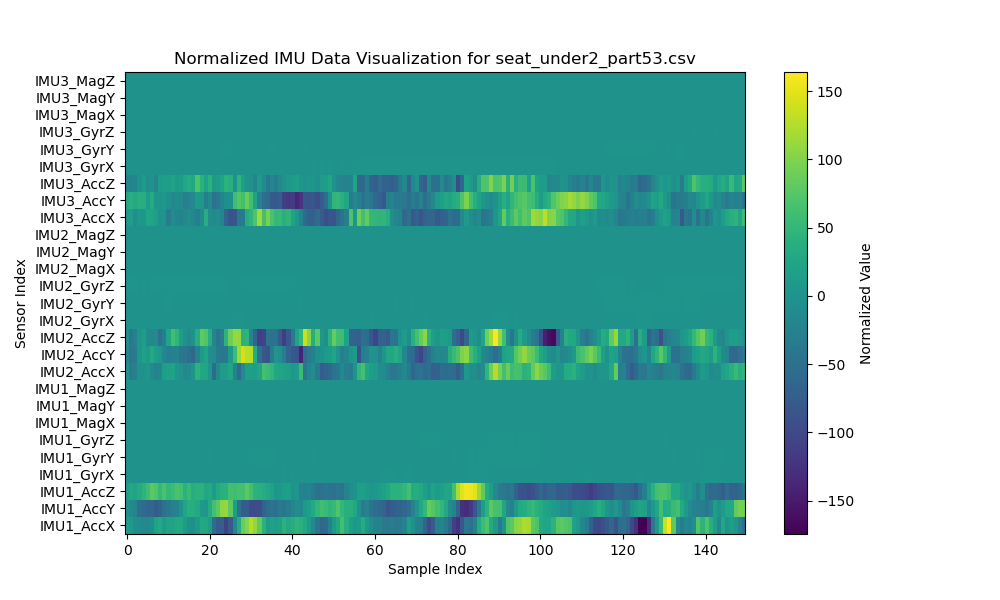 Normalized IMU Data Visualization for seat_under2_part53.csv
IMU3_MagZ
IMU3_MagY
IMU3_MagX
IMU3_GyrZ
IMU3_GyrY
IMU3_GyrX
IMU3_AccZ
IMU3_AccY
IMU3_AccX
IMU2_MagZ
IMU2_MagY
IMU2_MagX
IMU2_GyrZ
IMU2_GyrY
IMU2_GyrX
IMU2_AccZ
IMU2_AccY
IMU2_AccX
IMU1_MagZ
IMU1_MagY
IMU1_MagX
IMU1_GyrZ
IMU1_GyrY
IMU1_GyrX
IMU1_AccZ
IMU1_AccY
IMU1_AccX
Sensor Index
0 20 40 60 80 100 120 140
Sample Index
150
100
50
0
−50
−100
−150
Normalized Value